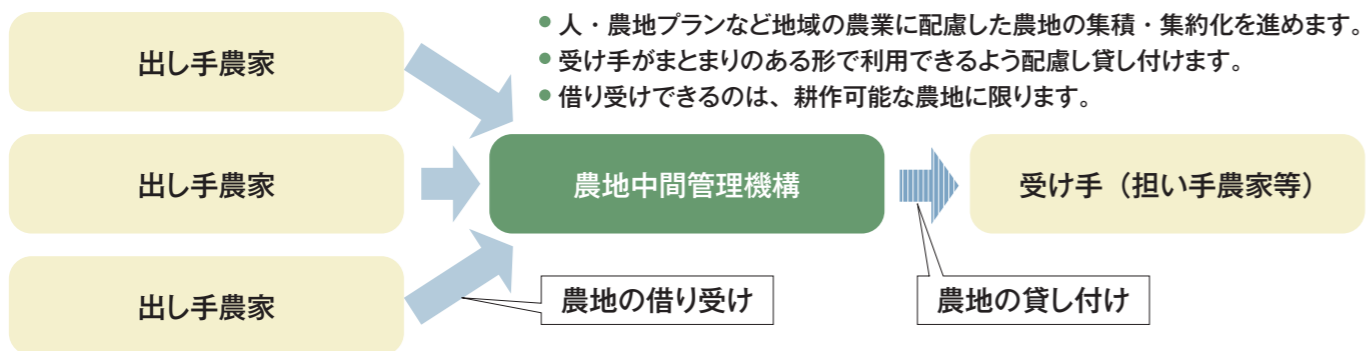 ● 人・農地プランなど地域の農業に配慮した農地の集積・集約化を進めます。
● 受け手がまとまりのある形で利用できるよう配慮し貸し付けます。
● 借り受けできるのは、耕作可能な農地に限ります。
出し手農家
出し手農家
出し手農家
農地中間管理機構
受け手（担い手農家等）
農地の借り受け
農地の貸し付け